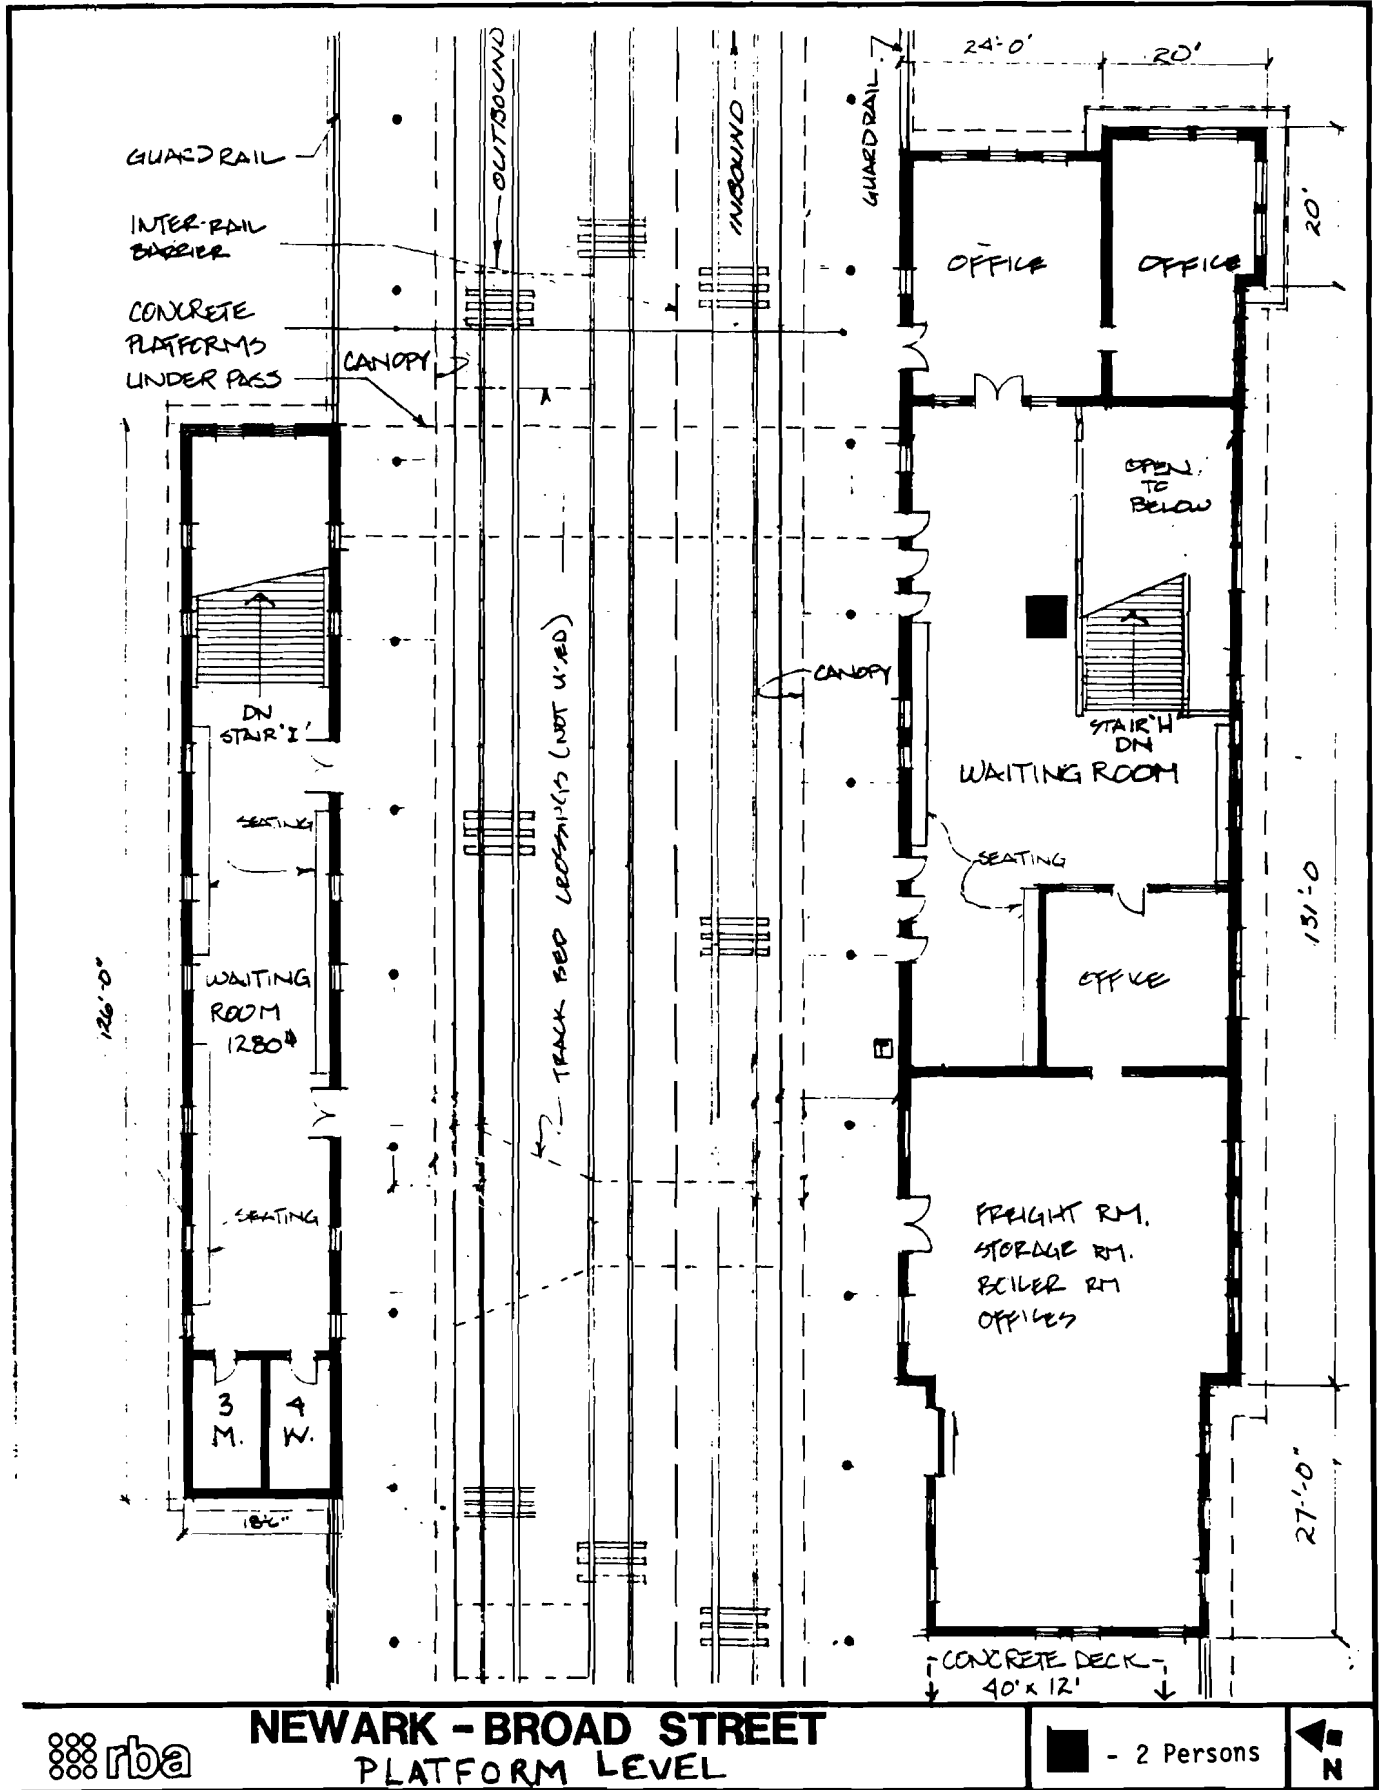 24'-0'
20'
GUARDRAIL
OUTBOUND
INBOUND
GUARDRAIL
INTER-RAIL
BARRIER
20'
OFFICE
OFFICE
CONCRETE
PLATFORMS
CANOPY
UNDER PASS
OPEN
TO
BELOW
TRACK BED CROSSINGS (NOT U'RD)
CANOPY
DN
STAIR 'I'
STAIR 'H'
DN
WAITING ROOM
SEATING
SEATING
131'-0
126'-0"
WAITING
ROOM
1280
OFFICE
SEATING
FREIGHT RM.
STORAGE RM.
BOILER RM
OFFICES
3
M.
4
W.
27'-0"
CONCRETE DECK
40' x 12'
rba
NEWARK - BROAD STREET
PLATFORM LEVEL
- 2 Persons
N